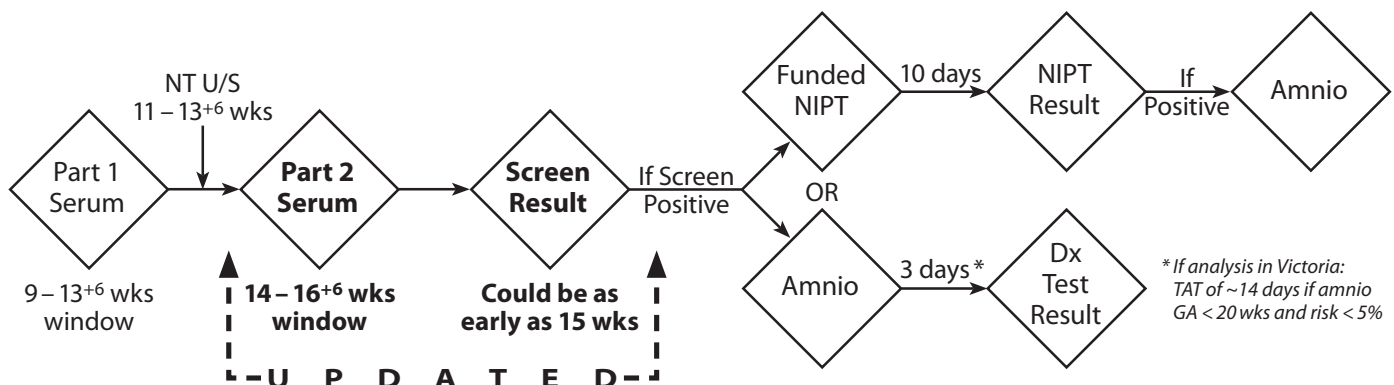 NT U/S
11 – 13+6 wks
Part 1
Serum
9 – 13+6 wks
window
Part 2
Serum
14 – 16+6 wks
window
Screen
Result
Could be as
early as 15 wks
U P D A T E D
If Screen
Positive
OR
Funded
NIPT
10 days
NIPT
Result
If
Positive
Amnio
Amnio
3 days*
Dx
Test
Result
* If analysis in Victoria:
TAT of ~14 days if amnio
GA < 20 wks and risk < 5%